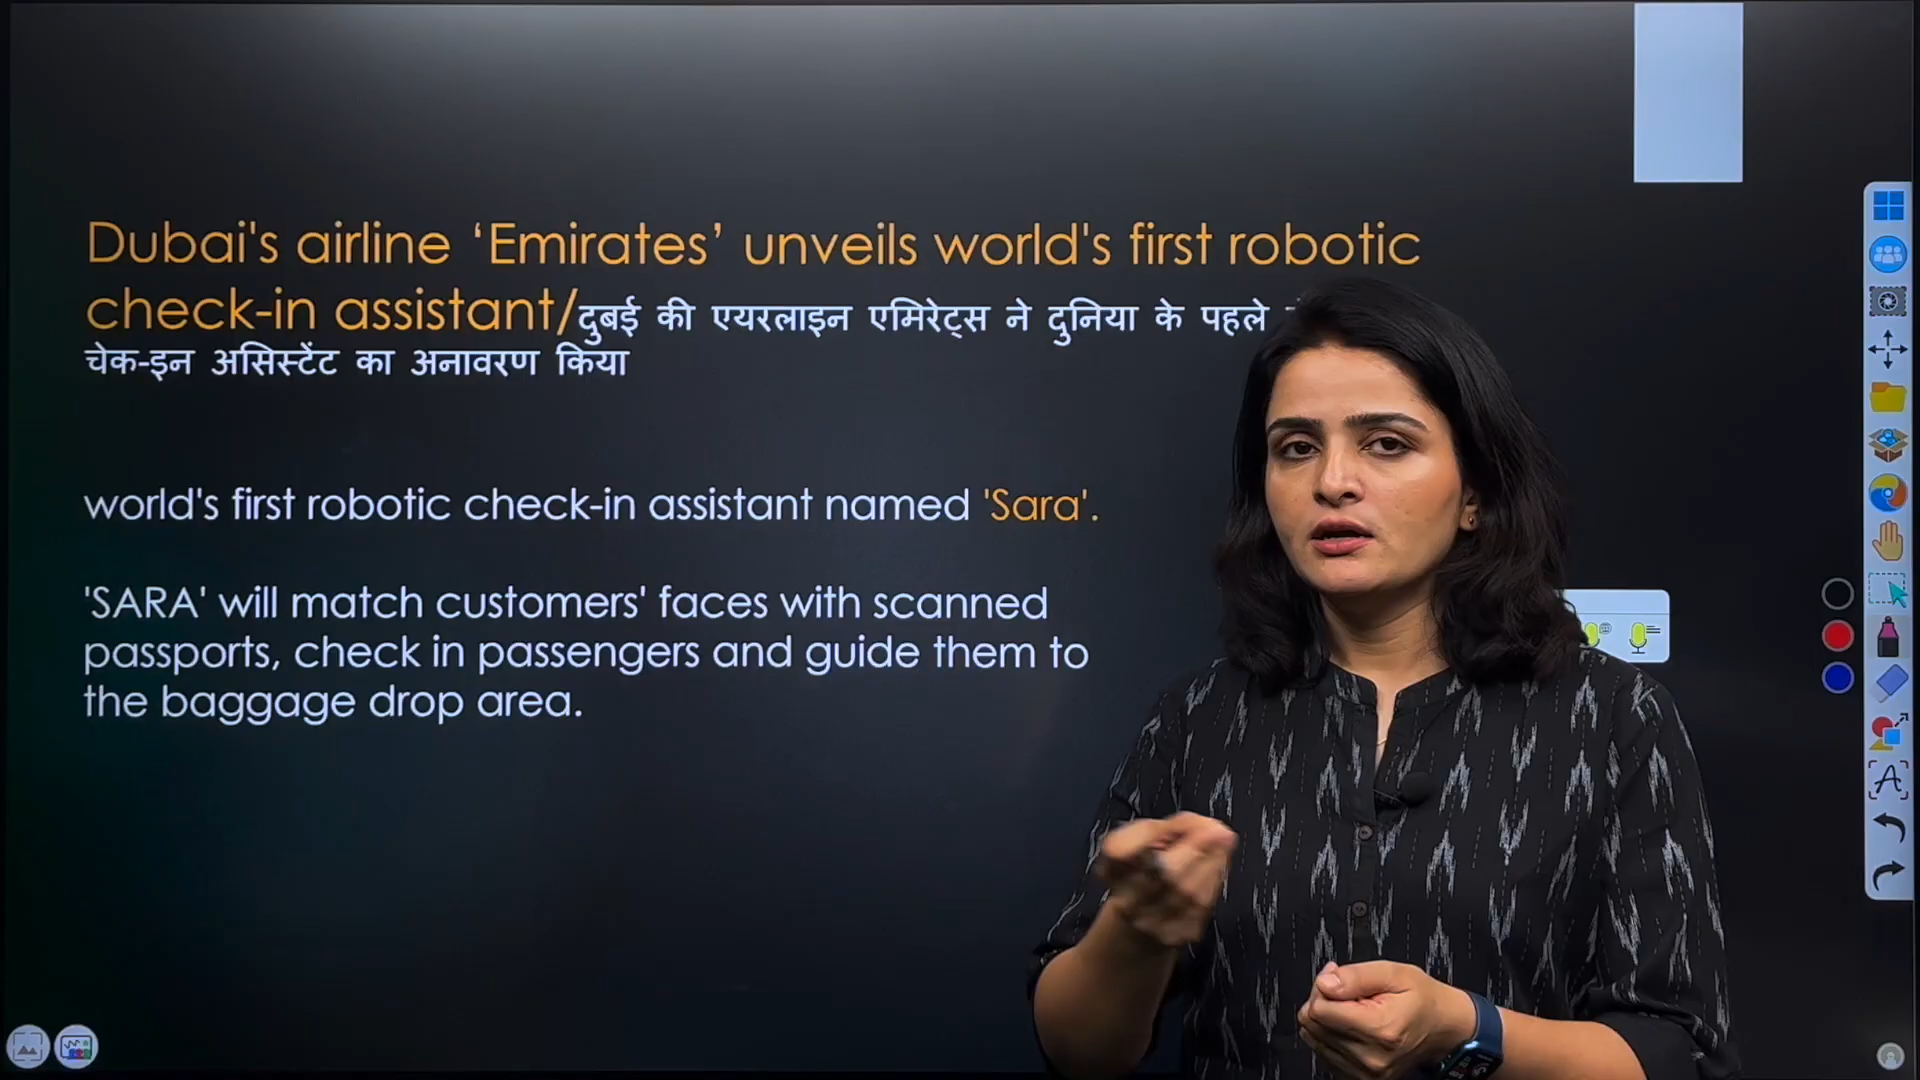 Dubai's airline ‘Emirates’ unveils world's first robotic
check-in assistant/दुबई की एयरलाइन एमिरेट्स ने दुनिया के पहले
चेक-इन असिस्टेंट का अनावरण किया
world's first robotic check-in assistant named 'Sara'.
'SARA' will match customers' faces with scanned
passports, check in passengers and guide them to
the baggage drop area.